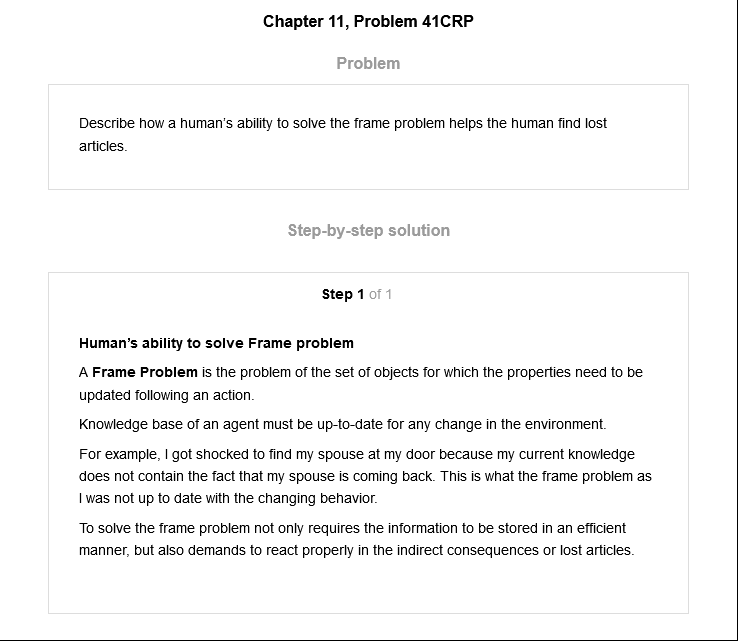 Chapter 11, Problem 41CRP
Problem
Describe how a human’s ability to solve the frame problem helps the human find lost
articles.
Step-by-step solution
Step 1 of 1
Human’s ability to solve Frame problem
A Frame Problem is the problem of the set of objects for which the properties need to be
updated following an action.
Knowledge base of an agent must be up-to-date for any change in the environment.
For example, I got shocked to find my spouse at my door because my current knowledge
does not contain the fact that my spouse is coming back. This is what the frame problem as
I was not up to date with the changing behavior.
To solve the frame problem not only requires the information to be stored in an efficient
manner, but also demands to react properly in the indirect consequences or lost articles.